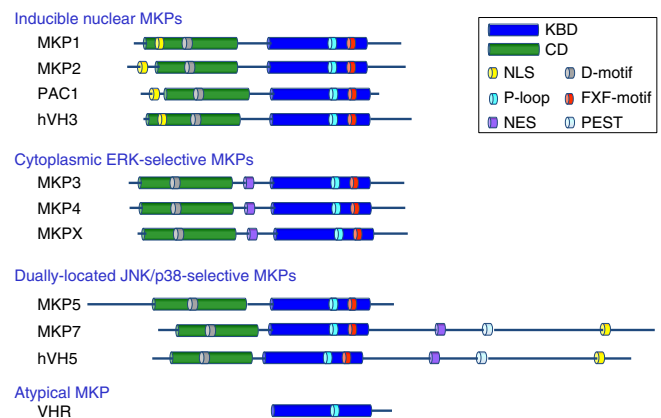 Inducible nuclear MKPs
MKP1
MKP2
PAC1
hVH3
KBD
CD
NLS D-motif
P-loop FXF-motif
NES PEST
Cytoplasmic ERK-selective MKPs
MKP3
MKP4
MKPX
Dually-located JNK/p38-selective MKPs
MKP5
MKP7
hVH5
Atypical MKP
VHR